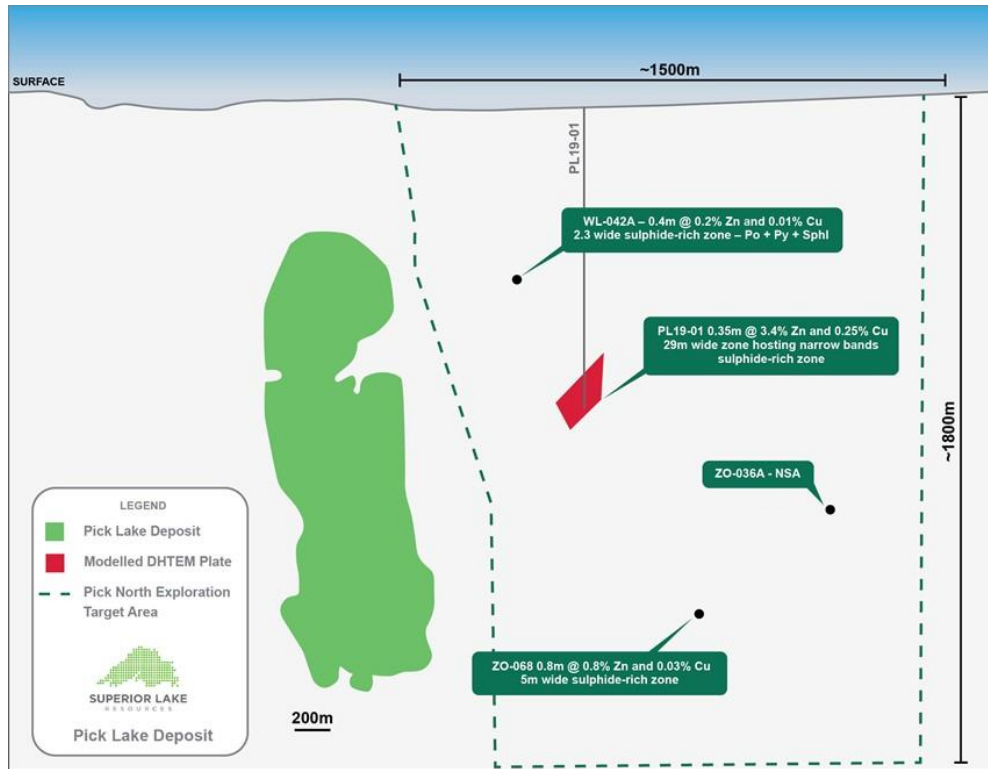 SURFACE
~1500m
PL19-01
WL-042A – 0.4m @ 0.2% Zn and 0.01% Cu
2.3 wide sulphide-rich zone – Po + Py + Sphl
PL19-01 0.35m @ 3.4% Zn and 0.25% Cu
29m wide zone hosting narrow bands
sulphide-rich zone
~1800m
ZO-036A - NSA
ZO-068 0.8m @ 0.8% Zn and 0.03% Cu
5m wide sulphide-rich zone
200m
LEGEND
Pick Lake Deposit
Modelled DHTEM Plate
Pick North Exploration
Target Area
SUPERIOR LAKE
RESOURCES
Pick Lake Deposit